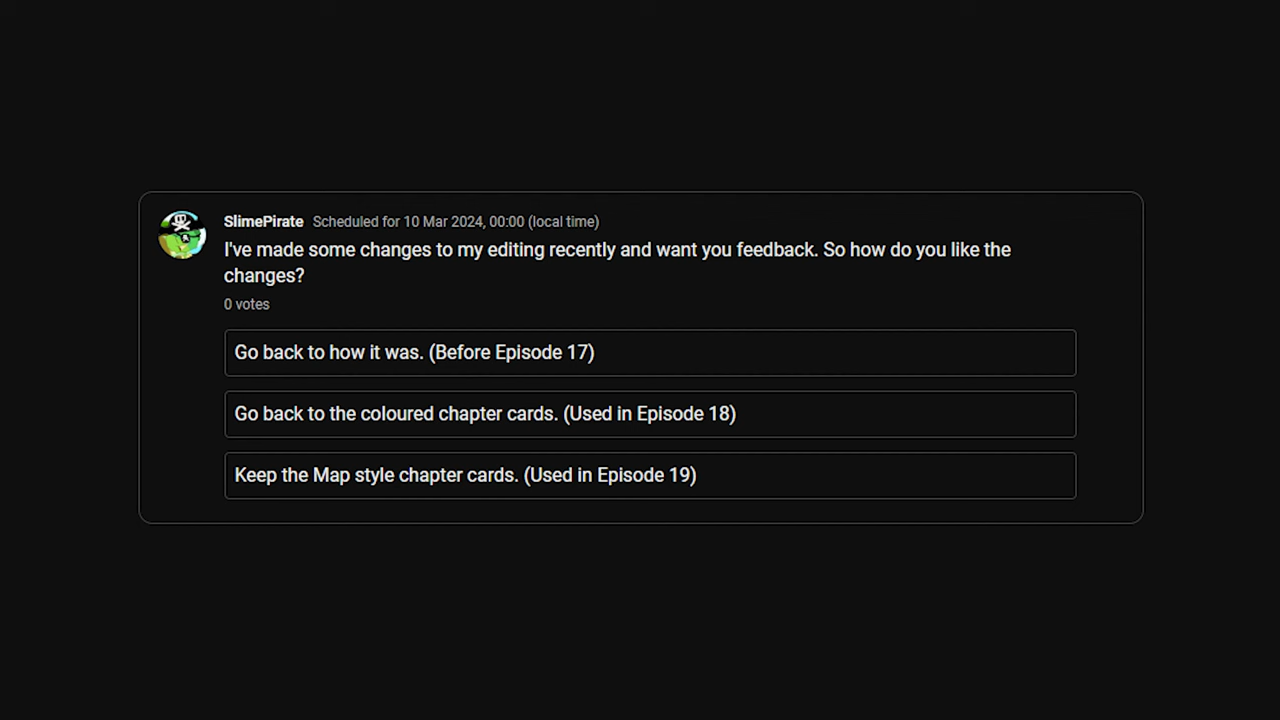 SlimePirate Scheduled for 10 Mar 2024, 00:00 (local time)
I've made some changes to my editing recently and want you feedback. So how do you like the
changes?
0 votes
Go back to how it was. (Before Episode 17)
Go back to the coloured chapter cards. (Used in Episode 18)
Keep the Map style chapter cards. (Used in Episode 19)